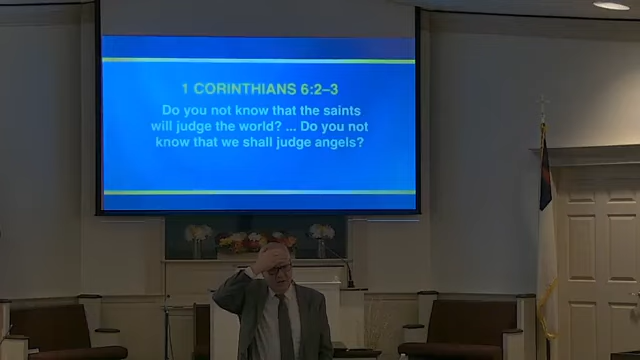 1 CORINTHIANS 6:2–3
Do you not know that the saints
will judge the world? ... Do you not
know that we shall judge angels?